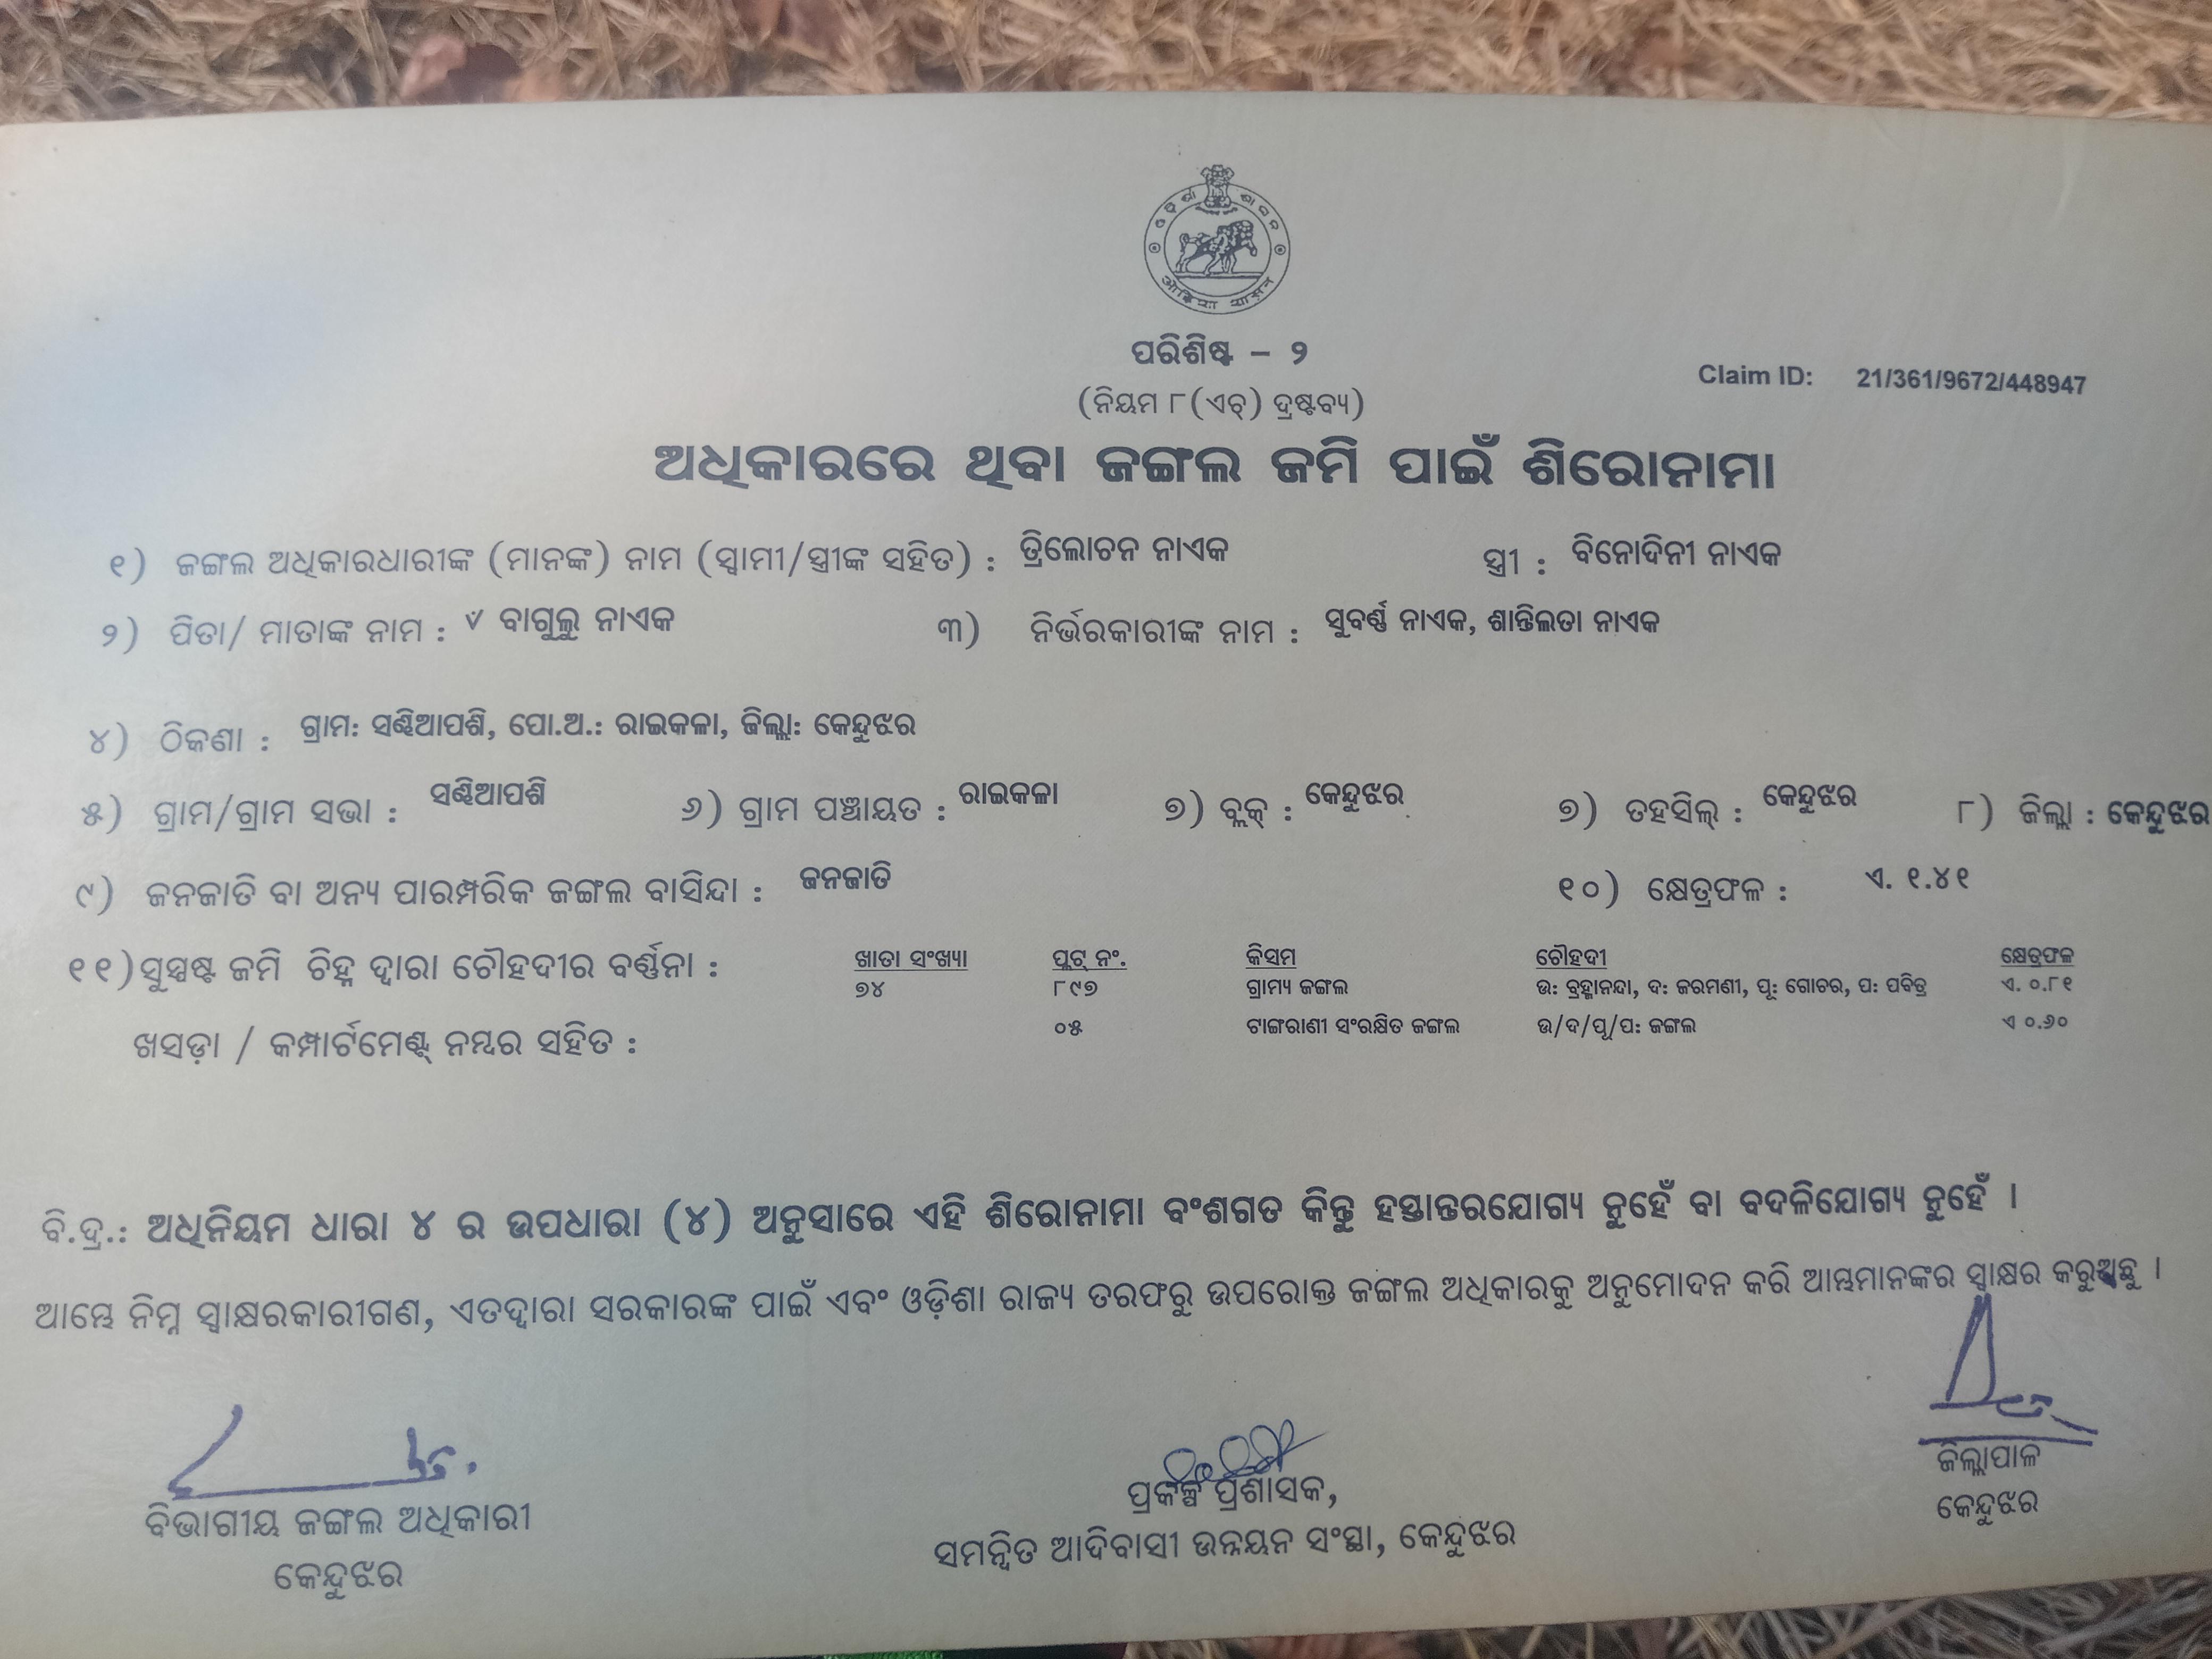 ଓଡ଼ିଶା ଶାସନ
ओड़िशा शासन
ପରିଶିଷ୍ଟ – ୨
Claim ID: 21/361/9672/448947
(ନିୟମ ୮(ଏଚ୍) ଦ୍ରଷ୍ଟବ୍ୟ)
ଅଧିକାରରେ ଥିବା ଜଙ୍ଗଲ ଜମି ପାଇଁ ଶିରୋନାମା
୧) ଜଙ୍ଗଲ ଅଧିକାରଧାରୀଙ୍କ (ମାନଙ୍କ) ନାମ (ସ୍ୱାମୀ/ସ୍ତ୍ରୀଙ୍କ ସହିତ) : ତ୍ରିଲୋଚନ ନାଏକ ସ୍ତ୍ରୀ : ବିନୋଦିନୀ ନାଏକ
୨) ପିତା/ ମାତାଙ୍କ ନାମ : ବାଗୁଲୁ ନାଏକ ୩) ନିର୍ଭରକାରୀଙ୍କ ନାମ : ସୁବର୍ଣ୍ଣ ନାଏକ, ଶାନ୍ତିଲତା ନାଏକ
୪) ଠିକଣା : ଗ୍ରାମ: ସଣ୍ଢିଆପଶି, ପୋ.ଅ.: ରାଇକଳା, ଜିଲ୍ଲା: କେନ୍ଦୁଝର
୫) ଗ୍ରାମ/ଗ୍ରାମ ସଭା : ସଣ୍ଢିଆପଶି ୬) ଗ୍ରାମ ପଞ୍ଚାୟତ : ରାଇକଳା ୭) ବ୍ଲକ୍ : କେନ୍ଦୁଝର ୭) ତହସିଲ୍ : କେନ୍ଦୁଝର ୮) ଜିଲ୍ଲା : କେନ୍ଦୁଝର
୯) ଜନଜାତି ବା ଅନ୍ୟ ପାରମ୍ପରିକ ଜଙ୍ଗଲ ବାସିନ୍ଦା : ଜନଜାତି ୧୦) କ୍ଷେତ୍ରଫଳ : ଏ. ୧.୪୧
୧୧) ସୁସ୍ପଷ୍ଟ ଜମି ଚିହ୍ନ ଦ୍ୱାରା ଚୌହଦୀର ବର୍ଣ୍ଣନା : ଖାତା ସଂଖ୍ୟା ପ୍ଲଟ୍ ନଂ. କିସମ ଚୌହଦୀ କ୍ଷେତ୍ରଫଳ
୭୪ ୮୯୭ ଗ୍ରାମ୍ୟ ଜଙ୍ଗଲ ଉ: ବ୍ରହ୍ମାନନ୍ଦା, ଦ: ଜରମଣୀ, ପୂ: ଗୋଚର, ପ: ପବିତ୍ର ଏ. ୦.୮୧
୦୫ ଟାଙ୍ଗରାଣୀ ସଂରକ୍ଷିତ ଜଙ୍ଗଲ ଉ/ଦ/ପୂ/ପ: ଜଙ୍ଗଲ ଏ ୦.୬୦
ଖସଡ଼ା / କମ୍ପାର୍ଟମେଣ୍ଟ୍ ନମ୍ବର ସହିତ :
ବି.ଦ୍ର.: ଅଧିନିୟମ ଧାରା ୪ ର ଉପଧାରା (୪) ଅନୁସାରେ ଏହି ଶିରୋନାମା ବଂଶଗତ କିନ୍ତୁ ହସ୍ତାନ୍ତରଯୋଗ୍ୟ ନୁହେଁ ବା ବଦଳିଯୋଗ୍ୟ ନୁହେଁ ।
ଆମ୍ଭେ ନିମ୍ନ ସ୍ୱାକ୍ଷରକାରୀଗଣ, ଏତଦ୍ୱାରା ସରକାରଙ୍କ ପାଇଁ ଏବଂ ଓଡ଼ିଶା ରାଜ୍ୟ ତରଫରୁ ଉପରୋକ୍ତ ଜଙ୍ଗଲ ଅଧିକାରକୁ ଅନୁମୋଦନ କରି ଆମ୍ଭମାନଙ୍କର ସ୍ୱାକ୍ଷର କରୁଅଛୁ ।
ବିଭାଗୀୟ ଜଙ୍ଗଲ ଅଧିକାରୀ
କେନ୍ଦୁଝର
ପ୍ରକଳ୍ପ ପ୍ରଶାସକ,
ସମନ୍ୱିତ ଆଦିବାସୀ ଉନ୍ନୟନ ସଂସ୍ଥା, କେନ୍ଦୁଝର
ଜିଲ୍ଲାପାଳ
କେନ୍ଦୁଝର